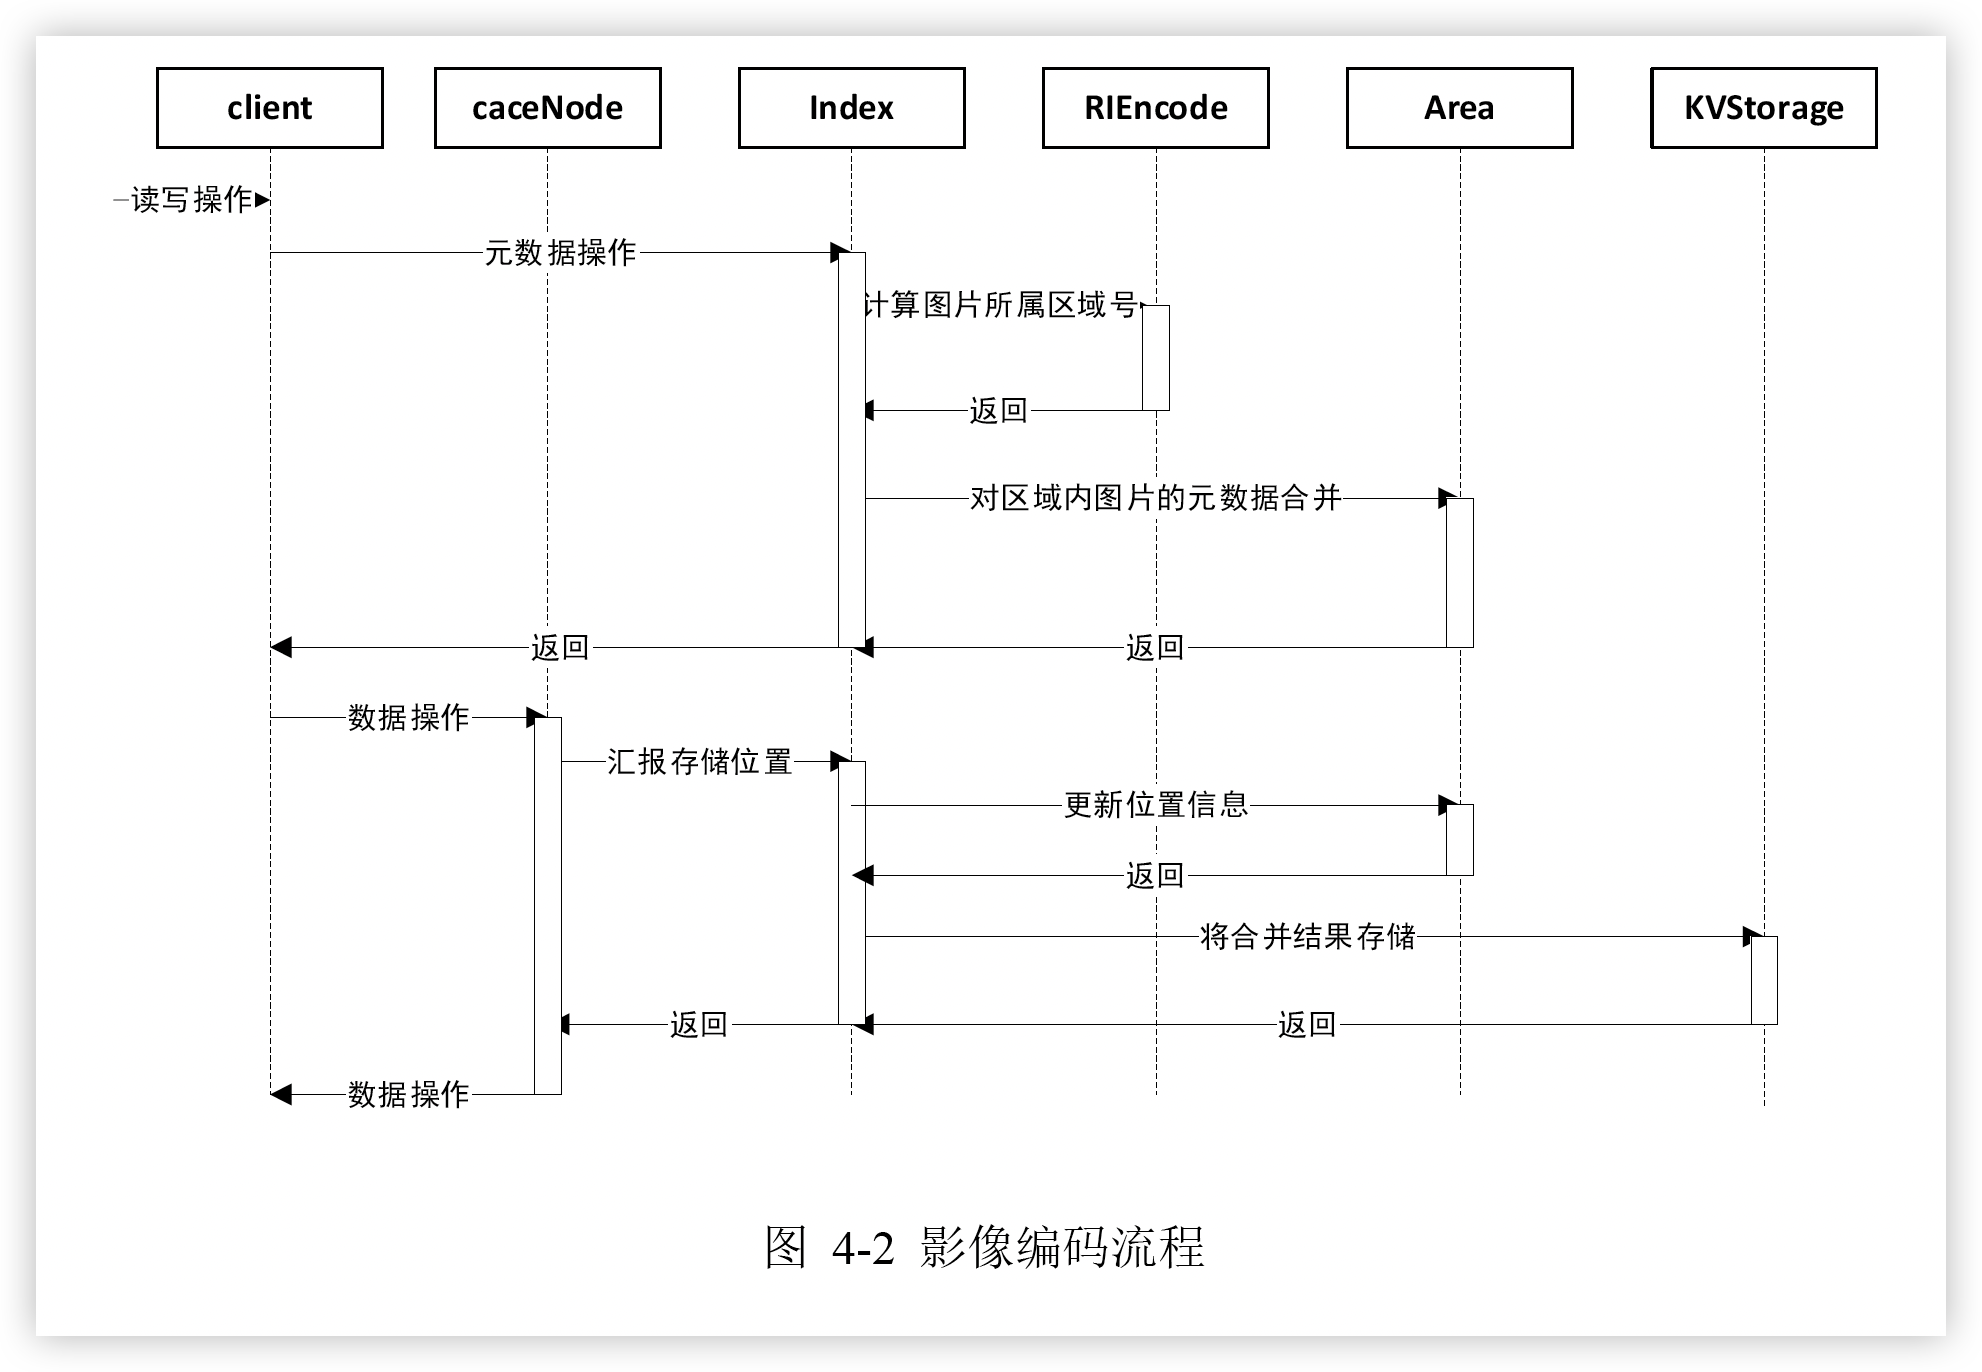 client caceNode Index RIEncode Area KVStorage
读写操作
元数据操作
计算图片所属区域号
返回
对区域内图片的元数据合并
返回 返回
数据操作
汇报存储位置
更新位置信息
返回
将合并结果存储
返回 返回
数据操作
图 4-2 影像编码流程